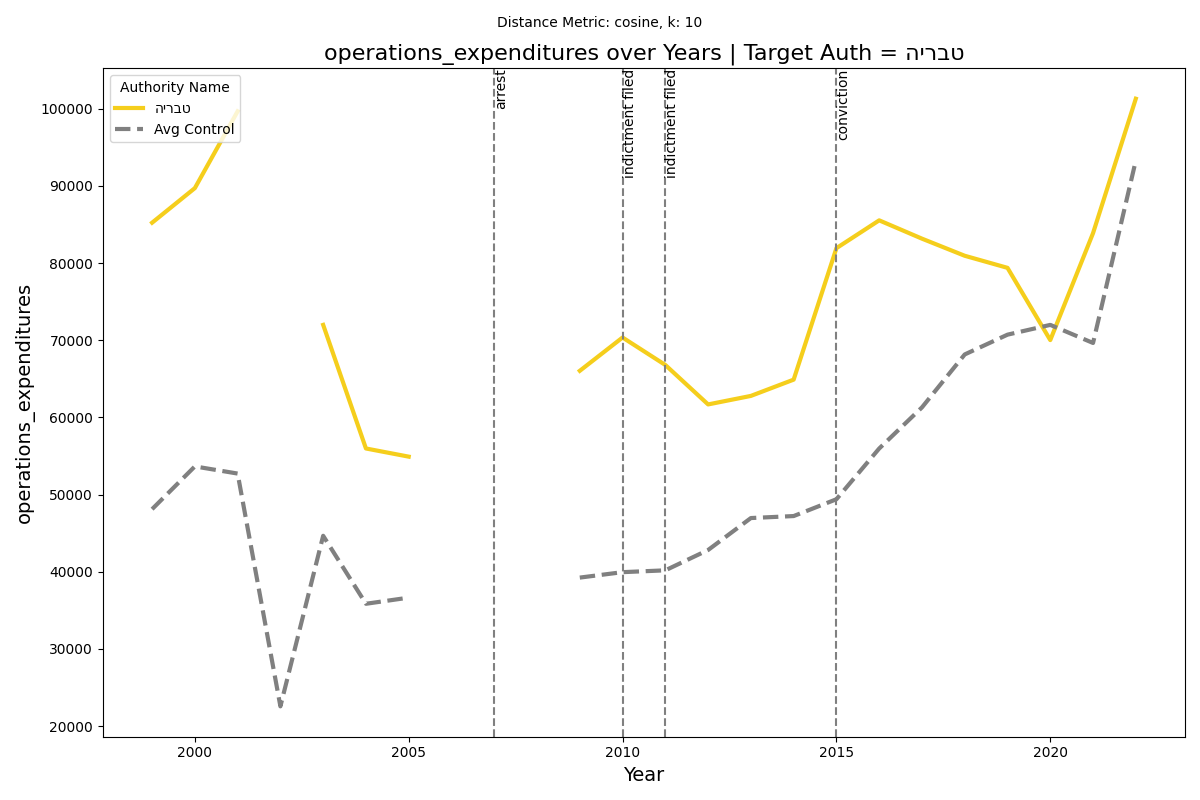 Distance Metric: cosine, k: 10
operations_expenditures over Years | Target Auth = טבריה
Authority Name
טבריה
Avg Control
arrest
indictment filed
indictment filed
conviction
100000
90000
80000
70000
60000
50000
40000
30000
20000
operations_expenditures
2000
2005
2010
2015
2020
Year